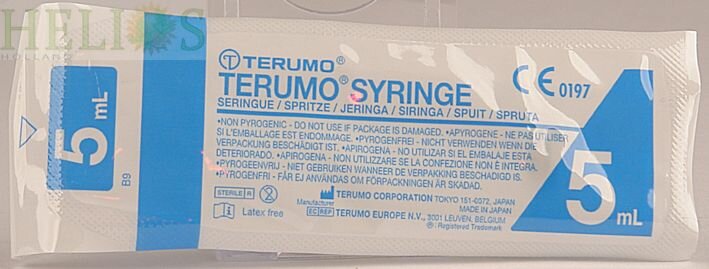 HELIOS
HOLLAND
TERUMO®
TERUMO® SYRINGE
SERINGUE / SPRITZE / JERINGA / SIRINGA / SPUIT / SPRUTA
CE 0197
•NON PYROGENIC - DO NOT USE IF PACKAGE IS DAMAGED. •APYROGENE - NE PAS UTILISER
SI L'EMBALLAGE EST ENDOMMAGE. •PYROGENFREI - NICHT VERWENDEN WENN DIE
VERPACKUNG BESCHÄDIGT IST. •APIROGENA - NO UTILIZAR SI EL EMBALAJE ESTA
DETERIORADO. •APIROGENA - NON UTILIZZARE SE LA CONFEZIONE NON È INTEGRA.
•PYROGEENVRIJ - NIET GEBRUIKEN WANNEER DE VERPAKKING BESCHADIGD IS.
•PYROGENFRI - FÅR EJ ANVÄNDAS OM FÖRPACKNINGEN ÄR SKADAD.
STERILE R
Latex free
Manufacturer
TERUMO CORPORATION TOKYO 151-0072, JAPAN
MADE IN JAPAN
EC REP TERUMO EUROPE N.V., 3001 LEUVEN, BELGIUM
®: Registered Trademark
5 mL
B9
5 mL